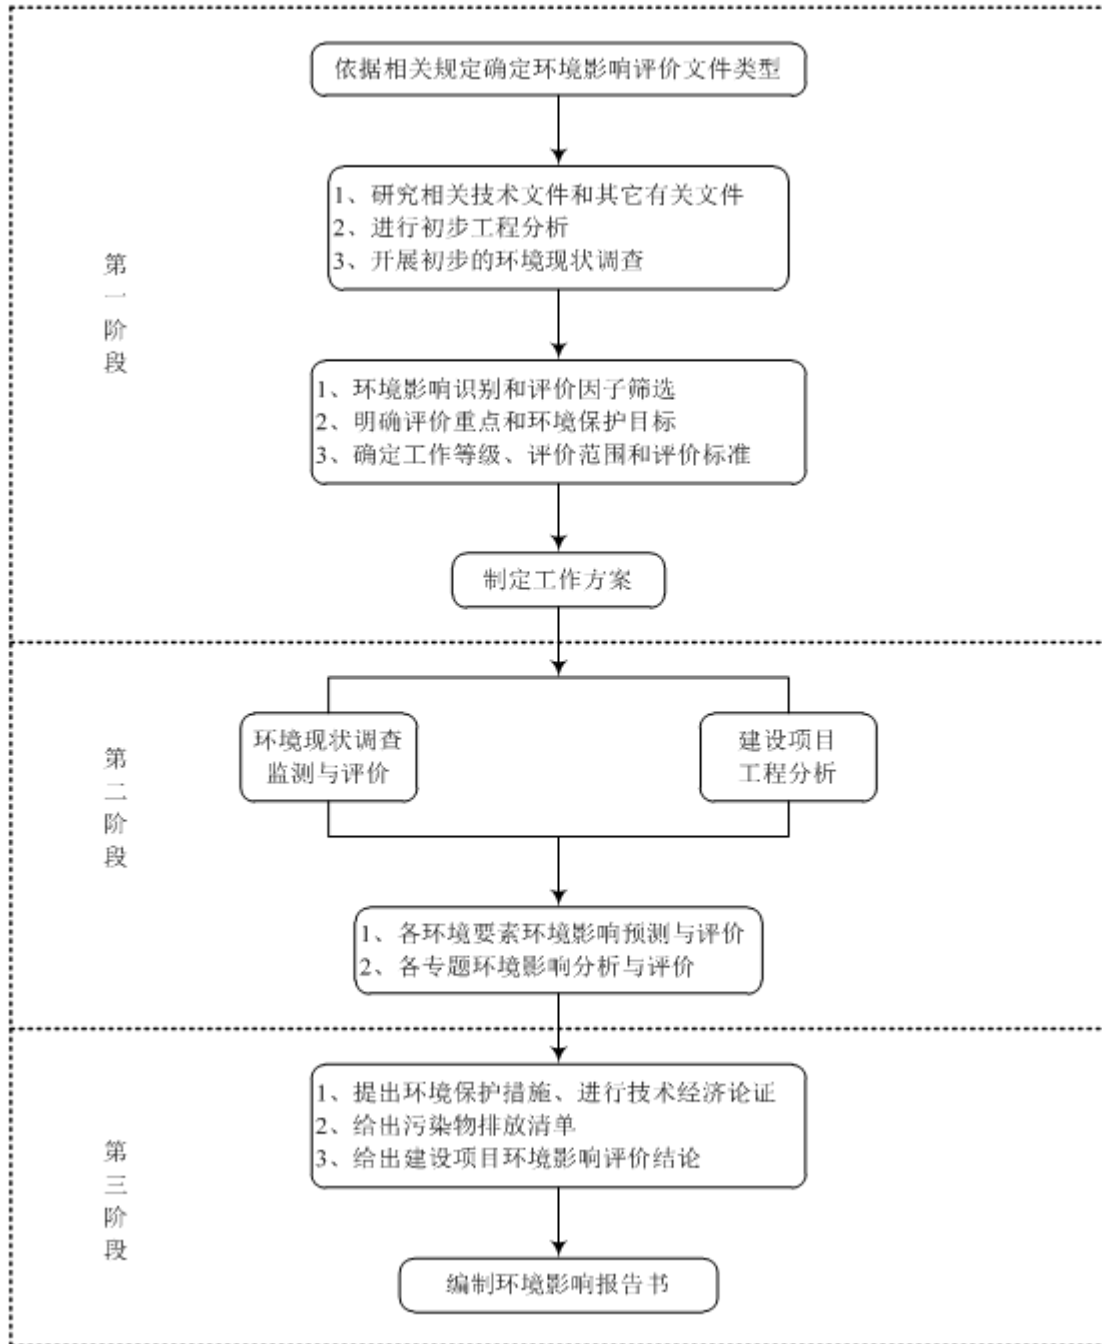 依据相关规定确定环境影响评价文件类型
1、研究相关技术文件和其它有关文件
2、进行初步工程分析
3、开展初步的环境现状调查
第一阶段
1、环境影响识别和评价因子筛选
2、明确评价重点和环境保护目标
3、确定工作等级、评价范围和评价标准
制定工作方案
第二阶段
环境现状调查
监测与评价
建设项目
工程分析
1、各环境要素环境影响预测与评价
2、各专题环境影响分析与评价
第三阶段
1、提出环境保护措施、进行技术经济论证
2、给出污染物排放清单
3、给出建设项目环境影响评价结论
编制环境影响报告书